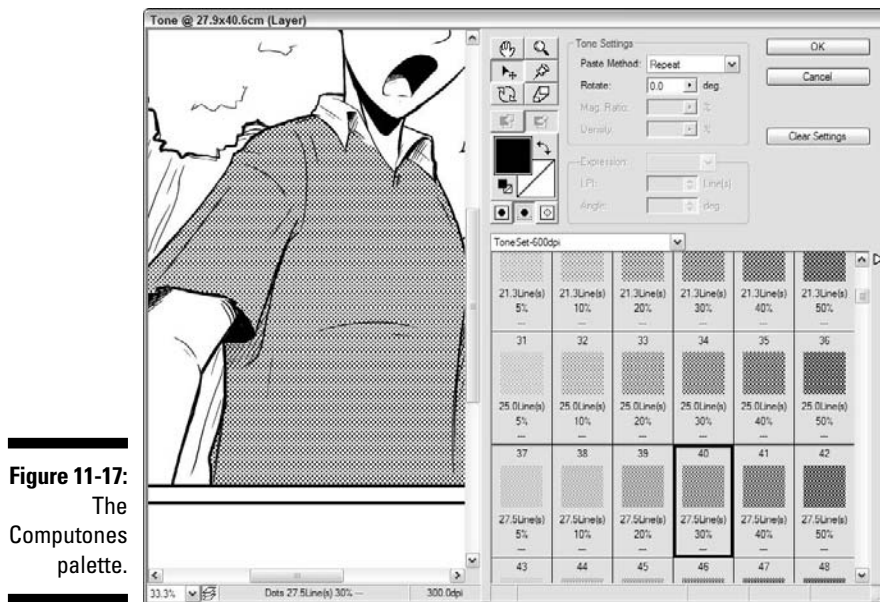 Tone @ 27.9x40.6cm (Layer)
Tone Settings
Paste Method: Repeat
Rotate: 0.0 deg.
Mag. Ratio: %
Density: %
Expression:
LPI: Line(s)
Angle: deg
OK
Cancel
Clear Settings
ToneSet-600dpi
21.3Line(s) 21.3Line(s) 21.3Line(s) 21.3Line(s) 21.3Line(s) 21.3Line(s)
5% 10% 20% 30% 40% 50%
--- --- --- --- --- ---
31 32 33 34 35 36
25.0Line(s) 25.0Line(s) 25.0Line(s) 25.0Line(s) 25.0Line(s) 25.0Line(s)
5% 10% 20% 30% 40% 50%
--- --- --- --- --- ---
37 38 39 40 41 42
27.5Line(s) 27.5Line(s) 27.5Line(s) 27.5Line(s) 27.5Line(s) 27.5Line(s)
5% 10% 20% 30% 40% 50%
--- --- --- --- --- ---
43 44 45 46 47 48
33.3% Dots 27.5Line(s) 30% --- 300.0dpi
Figure 11-17:
The
Computones
palette.